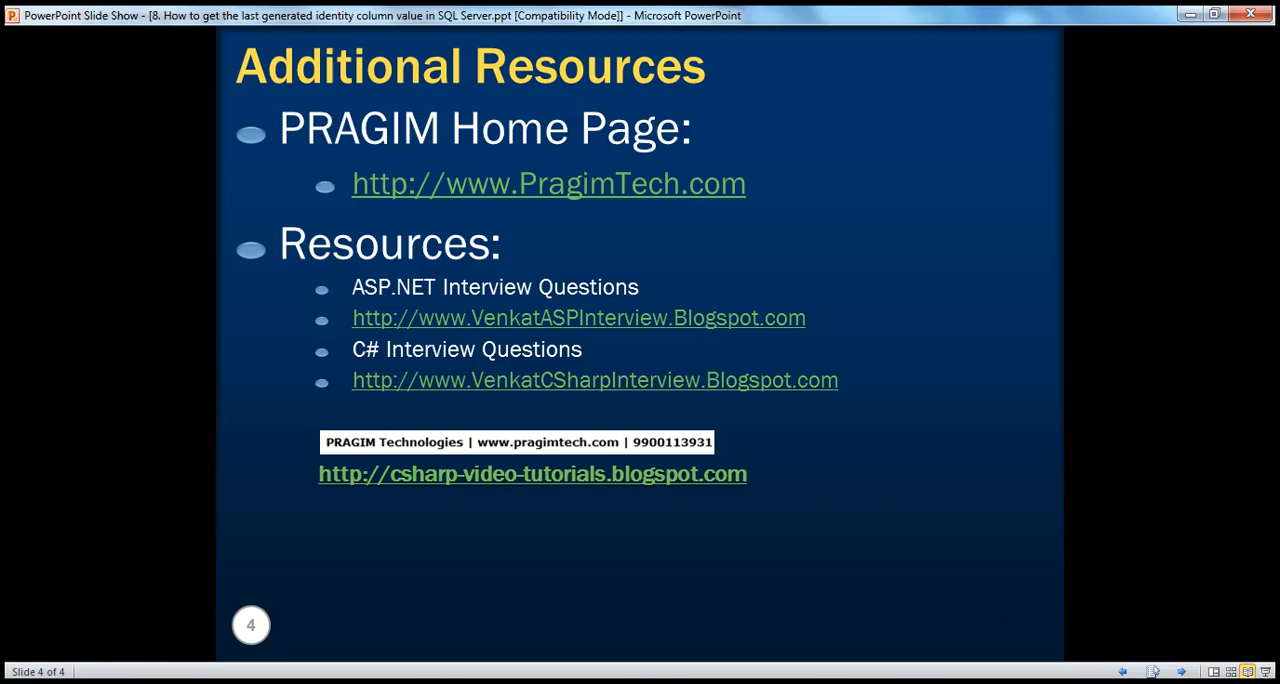 PowerPoint Slide Show - [8. How to get the last generated identity column value in SQL Server.ppt [Compatibility Mode]] - Microsoft PowerPoint
Additional Resources
PRAGIM Home Page:
http://www.PragimTech.com
Resources:
ASP.NET Interview Questions
http://www.VenkatASPInterview.Blogspot.com
C# Interview Questions
http://www.VenkatCSharpInterview.Blogspot.com
PRAGIM Technologies | www.pragimtech.com | 9900113931
http://csharp-video-tutorials.blogspot.com
4
Slide 4 of 4